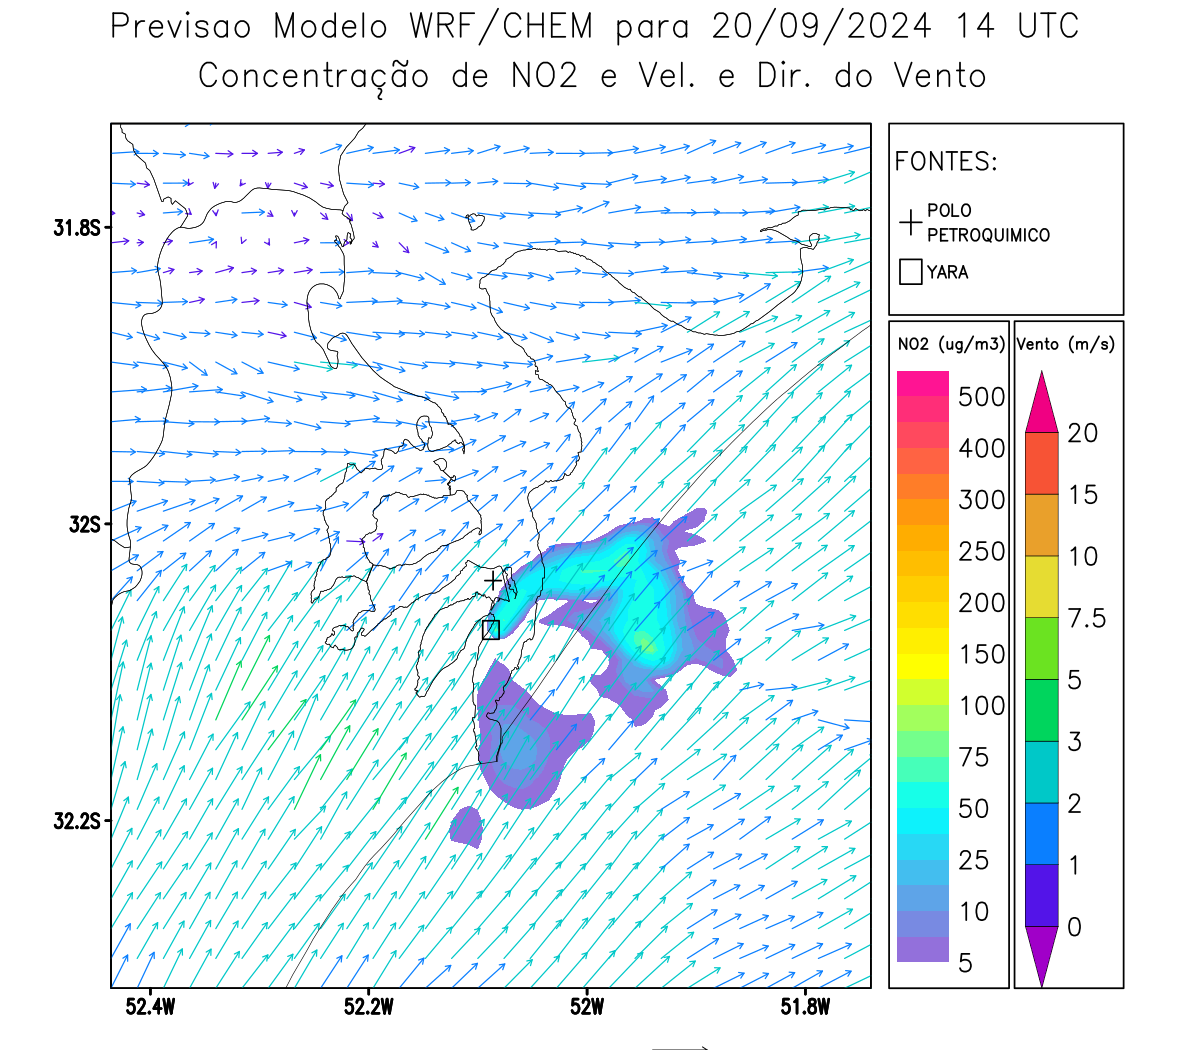 Previsao Modelo WRF/CHEM para 20/09/2024 14 UTC
Concentração de NO2 e Vel. e Dir. do Vento
FONTES:
POLO
PETROQUIMICO
YARA
NO2 (ug/m3)
500
400
300
250
200
150
100
75
50
25
10
5
Vento (m/s)
20
15
10
7.5
5
3
2
1
0
31.8S
32S
32.2S
52.4W
52.2W
52W
51.8W